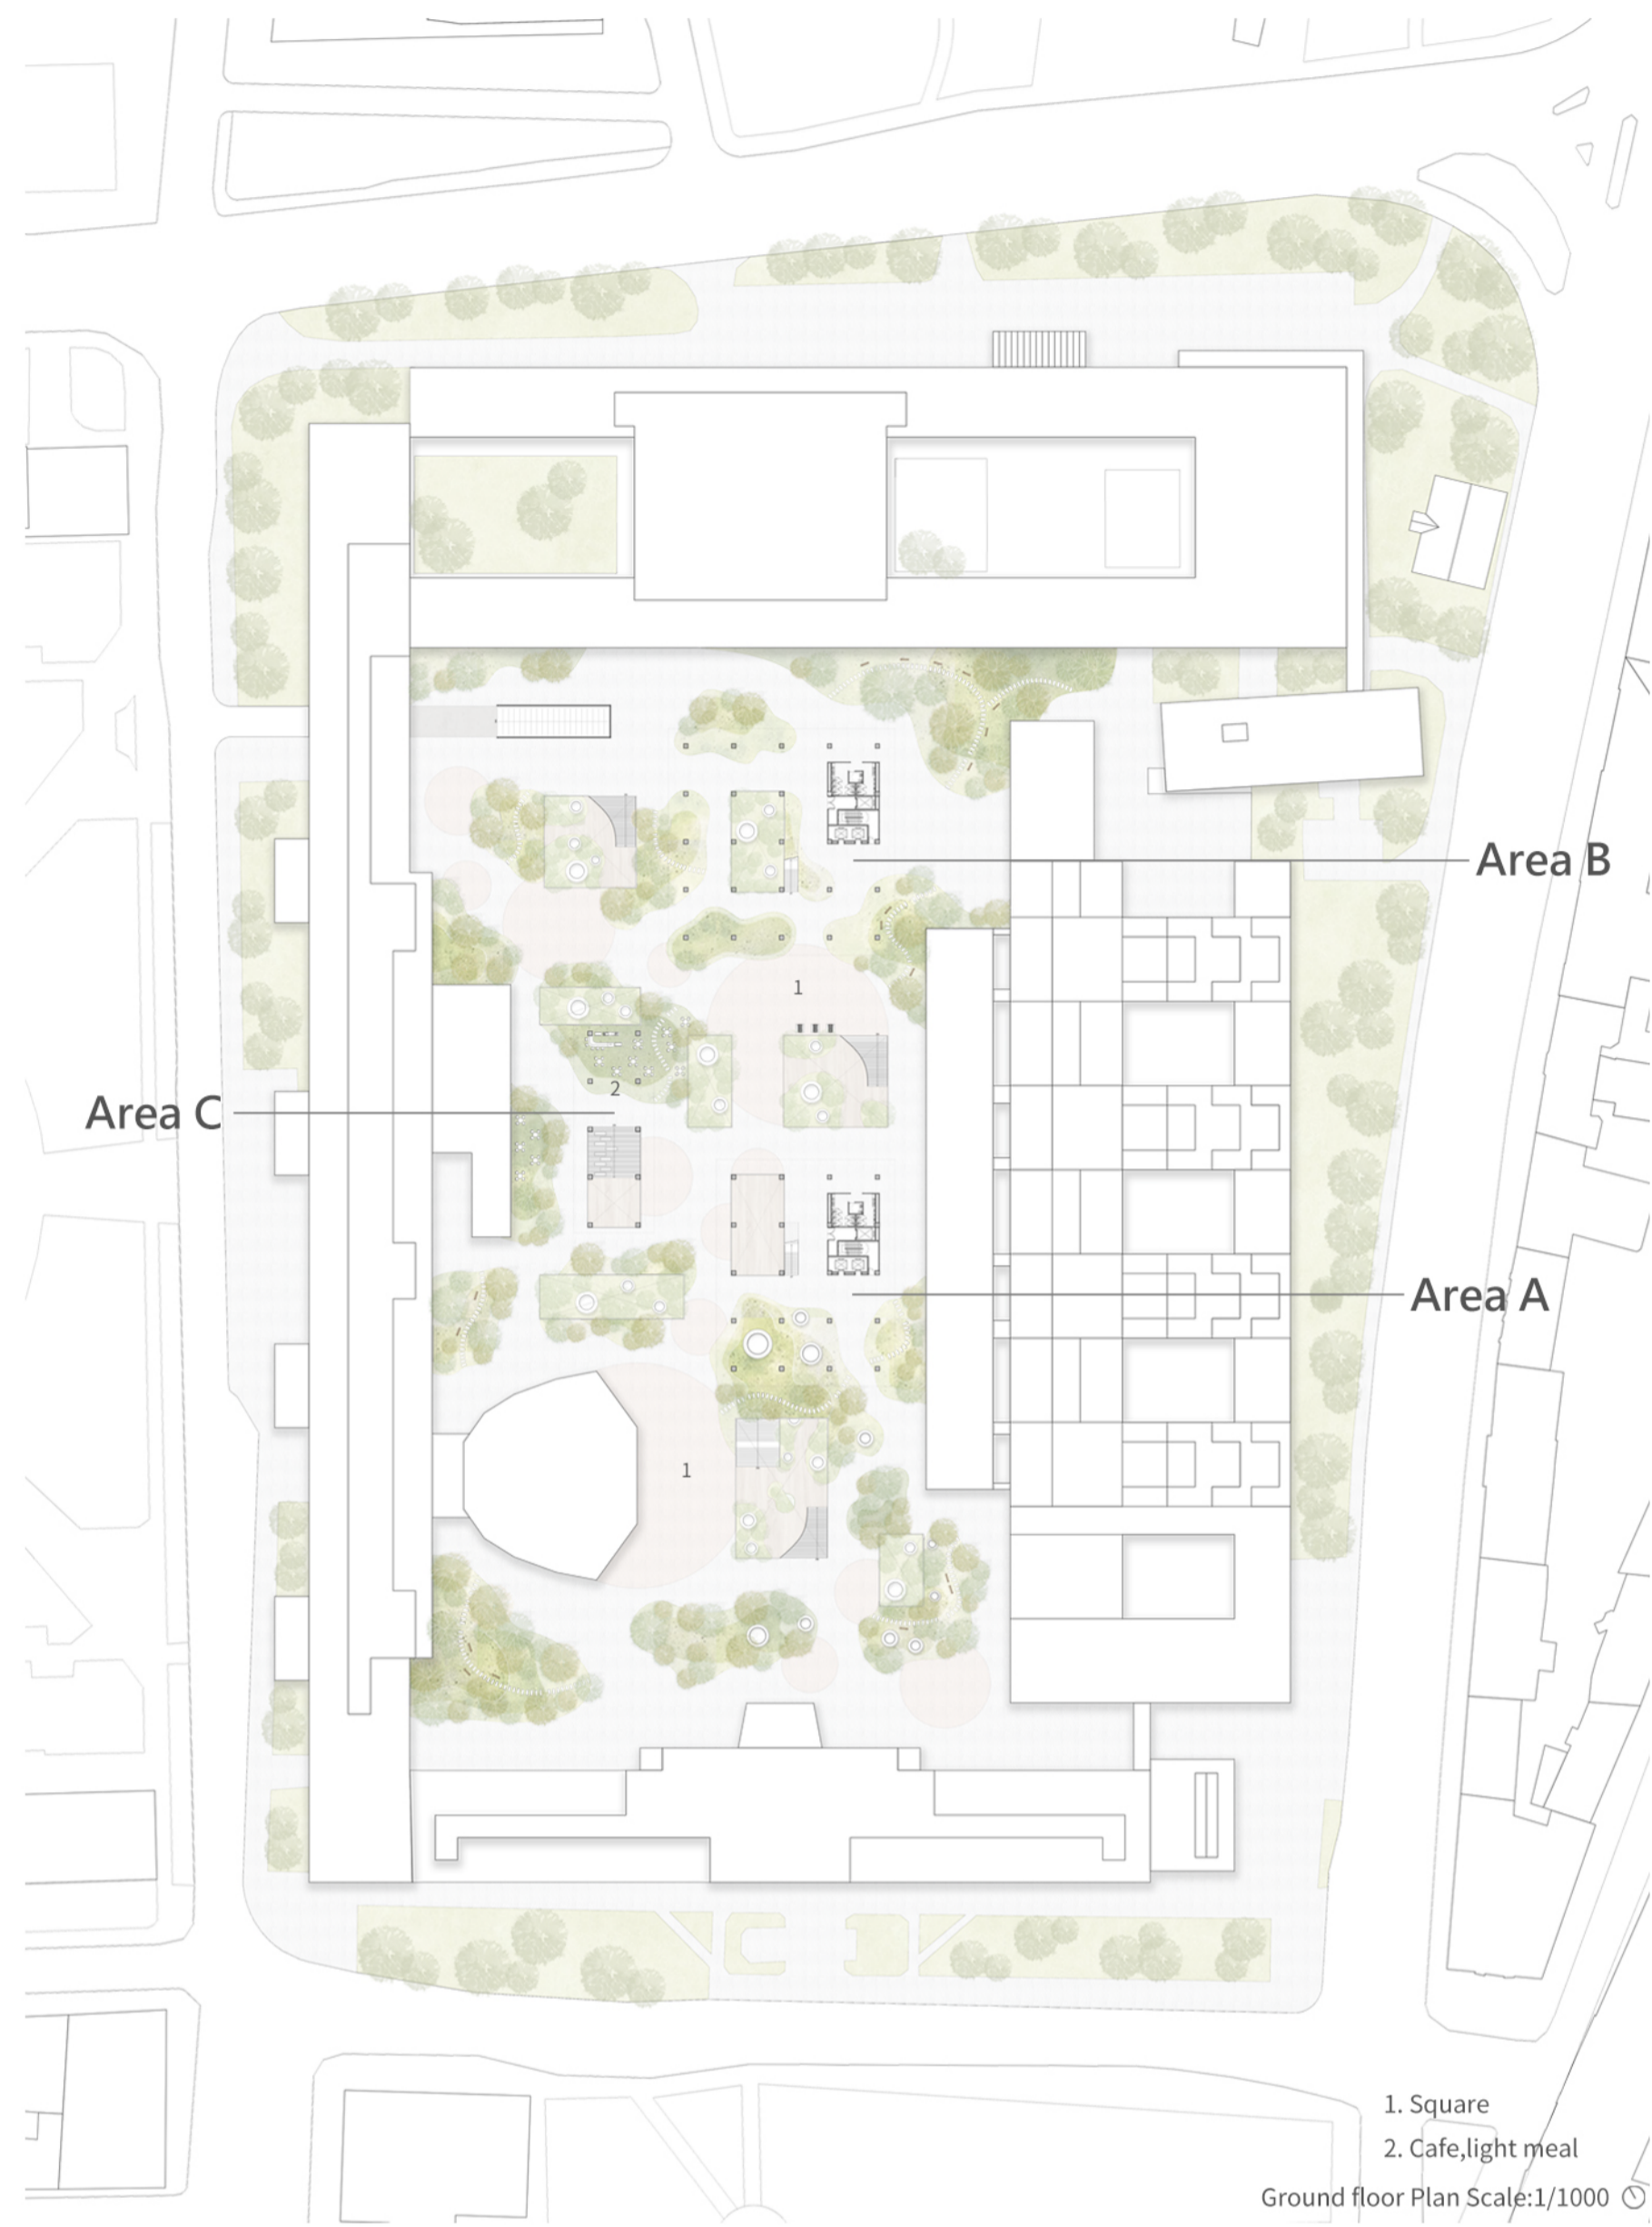 Area B
1
2
Area C
Area A
1
1. Square
2. Cafe,light meal
Ground floor Plan Scale:1/1000